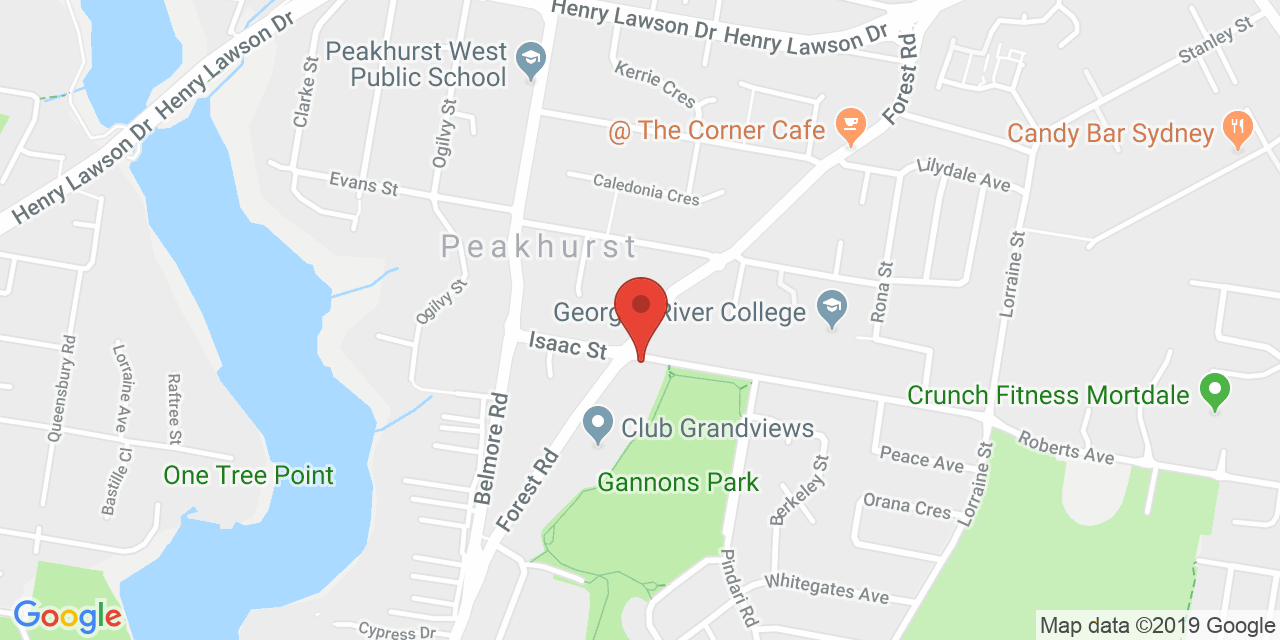 Henry Lawson Dr
Henry Lawson Dr
Henry Lawson Dr
Henry Lawson Dr
Henry Lawson Dr
Clarke St
Peakhurst West
Public School
Ogilvy St
Kerrie Cres
Forest Rd
Stanley St
@ The Corner Cafe
Candy Bar Sydney
Evans St
Caledonia Cres
Lilydale Ave
Peakhurst
Ogilvy St
Georges River College
Rona St
Lorraine St
Isaac St
Queensbury Rd
Lorraine Ave
Raftree St
Bastille Cl
Belmore Rd
Forest Rd
Crunch Fitness Mortdale
Club Grandviews
Roberts Ave
Peace Ave
One Tree Point
Gannons Park
Berkeley St
Orana Cres
Lorraine St
Pindari Rd
Whitegates Ave
Cypress Dr
Google
Map data ©2019 Google